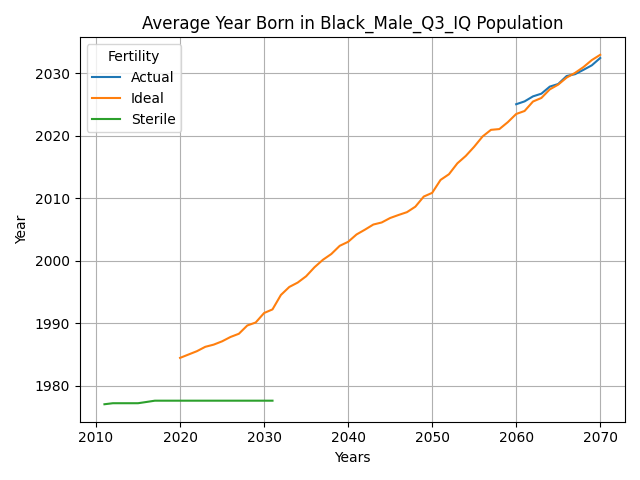 Average Year Born in Black_Male_Q3_IQ Population
Fertility
Actual
Ideal
Sterile
Year
2030
2020
2010
2000
1990
1980
2010 2020 2030 2040 2050 2060 2070
Years